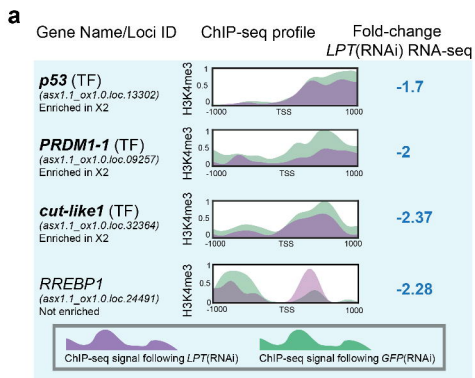 a
Gene Name/Loci ID ChIP-seq profile Fold-change
LPT(RNAi) RNA-seq
p53 (TF)
(asx1.1_ox1.0.loc.13302)
Enriched in X2
H3K4me3
1
0.5
0
-1000 TSS 1000
-1.7
PRDM1-1 (TF)
(asx1.1_ox1.0.loc.09257)
Enriched in X2
H3K4me3
1
0.5
0
-1000 TSS 1000
-2
cut-like1 (TF)
(asx1.1_ox1.0.loc.32364)
Enriched in X2
H3K4me3
1
0.5
0
-1000 TSS 1000
-2.37
RREBP1
(asx1.1_ox1.0.loc.24491)
Not enriched
H3K4me3
1
0.5
0
-1000 TSS 1000
-2.28
ChIP-seq signal following LPT(RNAi)
ChIP-seq signal following GFP(RNAi)